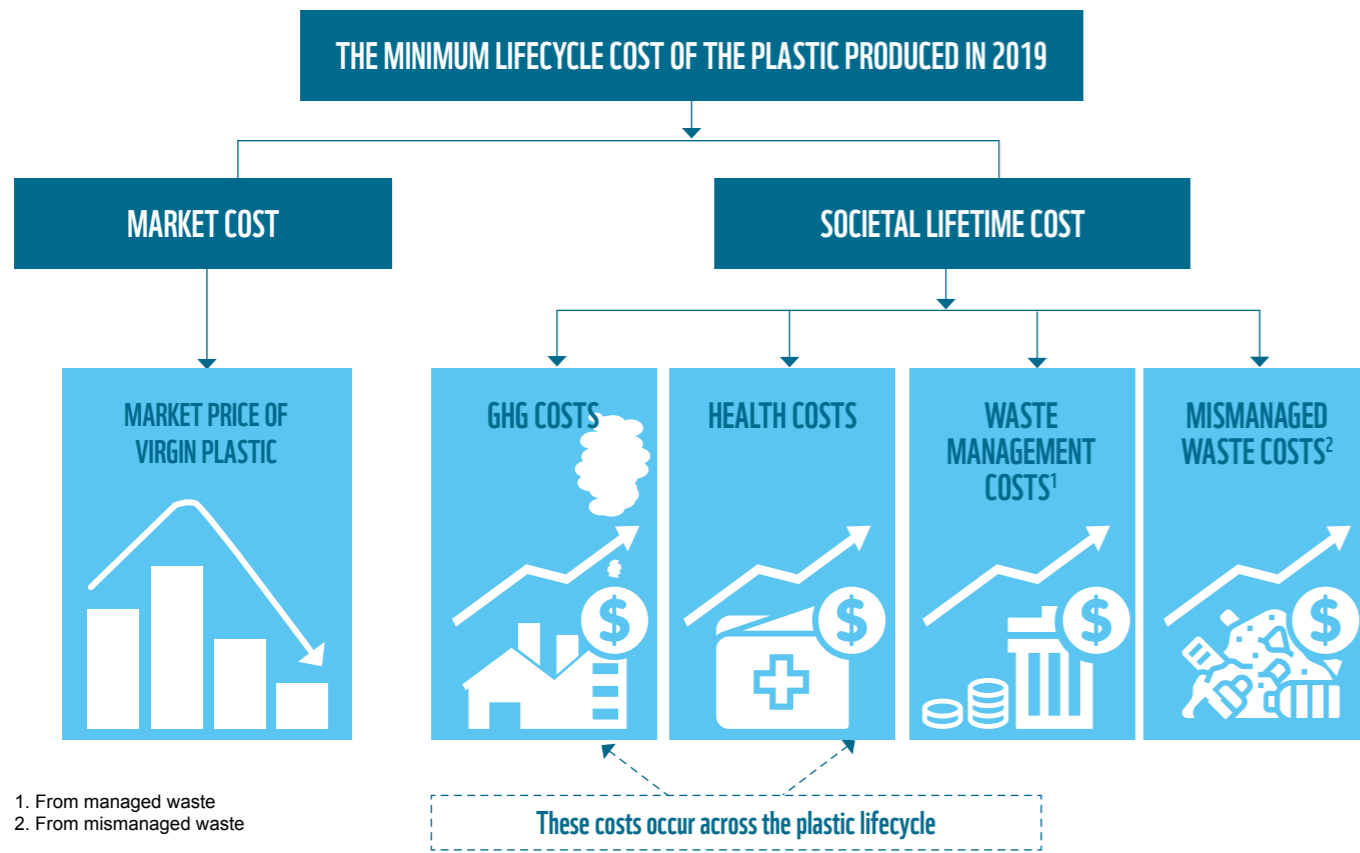 THE MINIMUM LIFECYCLE COST OF THE PLASTIC PRODUCED IN 2019
MARKET COST
SOCIETAL LIFETIME COST
MARKET PRICE OF
VIRGIN PLASTIC
GHG COSTS
HEALTH COSTS
WASTE
MANAGEMENT
COSTS¹
MISMANAGED
WASTE COSTS²
$
$
$
$
1. From managed waste
2. From mismanaged waste
These costs occur across the plastic lifecycle